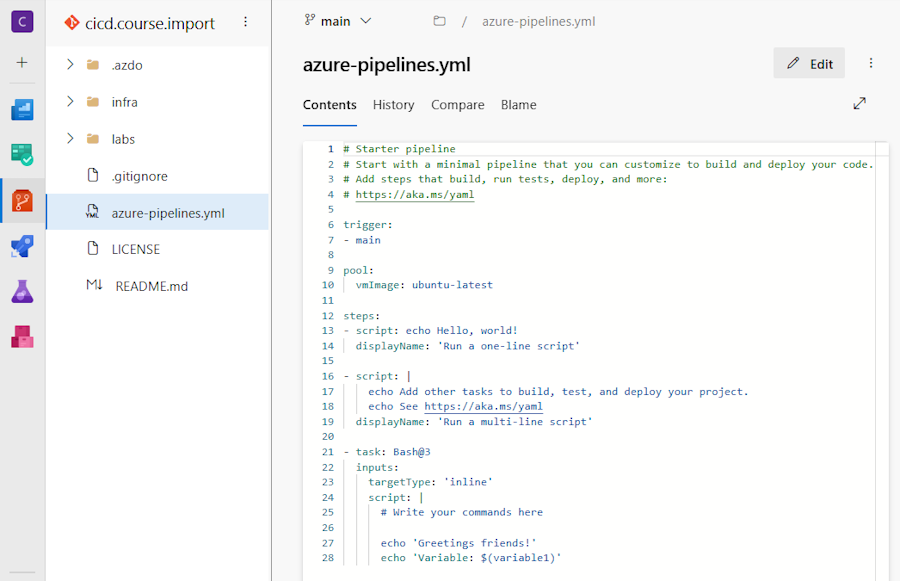 C
cicd.course.import
.azdo
infra
labs
.gitignore
YML azure-pipelines.yml
LICENSE
M↓ README.md
main
/ azure-pipelines.yml
azure-pipelines.yml
Edit
Contents History Compare Blame
1 # Starter pipeline
2 # Start with a minimal pipeline that you can customize to build and deploy your code.
3 # Add steps that build, run tests, deploy, and more:
4 # https://aka.ms/yaml
5
6 trigger:
7 - main
8
9 pool:
10 vmImage: ubuntu-latest
11
12 steps:
13 - script: echo Hello, world!
14 displayName: 'Run a one-line script'
15
16 - script: |
17 echo Add other tasks to build, test, and deploy your project.
18 echo See https://aka.ms/yaml
19 displayName: 'Run a multi-line script'
20
21 - task: Bash@3
22 inputs:
23 targetType: 'inline'
24 script: |
25 # Write your commands here
26
27 echo 'Greetings friends!'
28 echo 'Variable: $(variable1)'